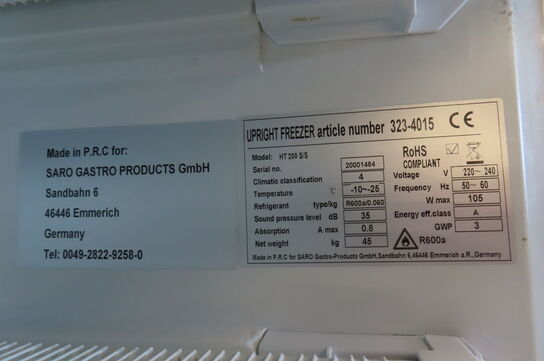 Made in P.R.C for:
SARO GASTRO PRODUCTS GmbH
Sandbahn 6
46446 Emmerich
Germany
Tel: 0049-2822-9258-0
UPRIGHT FREEZER article number 323-4015 CE
Model: HT 200 S/S
RoHS COMPLIANT
Serial no. 20001484
Climatic classification 4
Temperature °C -10~-25
Refrigerant type/kg R600a/0.060
Sound pressure level dB 35
Absorption A max 0.8
Net weight kg 45
Voltage V 220~ 240
Frequency Hz 50~ 60
W max 105
Energy eff.class A
GWP 3
R600a
Made in P.R.C for SARO Gastro-Products GmbH,Sandbahn 6,46446 Emmerich a.R.,Germany